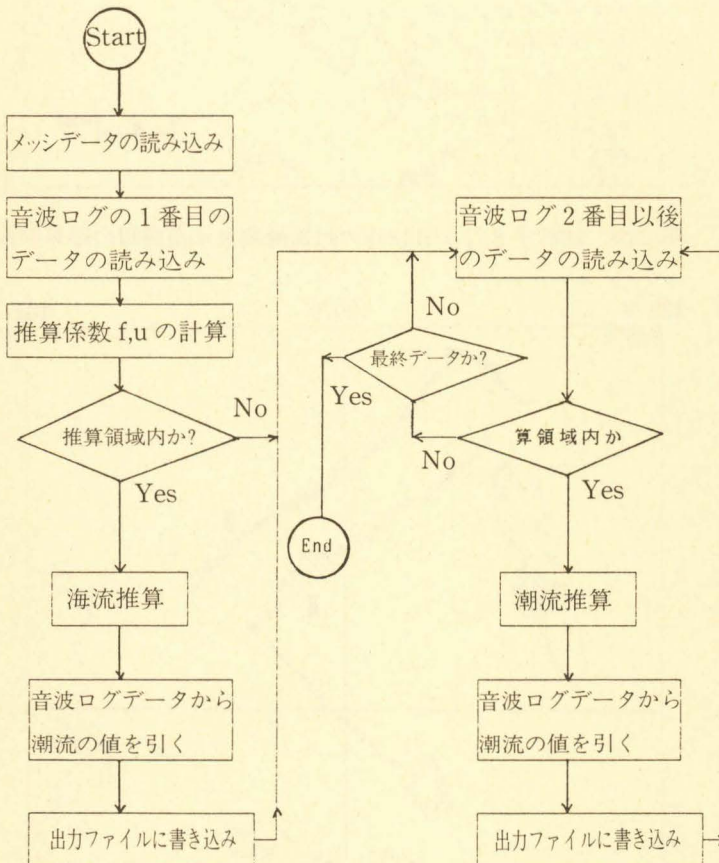 Start
メッシデータの読み込み
音波ログの1番目の
データの読み込み
推算係数 f,u の計算
推算領域内か?
No
Yes
海流推算
音波ログデータから
潮流の値を引く
出力ファイルに書き込み
音波ログ2番目以後
のデータの読み込み
No
最終データか?
Yes
End
算領域内か
No
Yes
潮流推算
音波ログデータから
潮流の値を引く
出力ファイルに書き込み